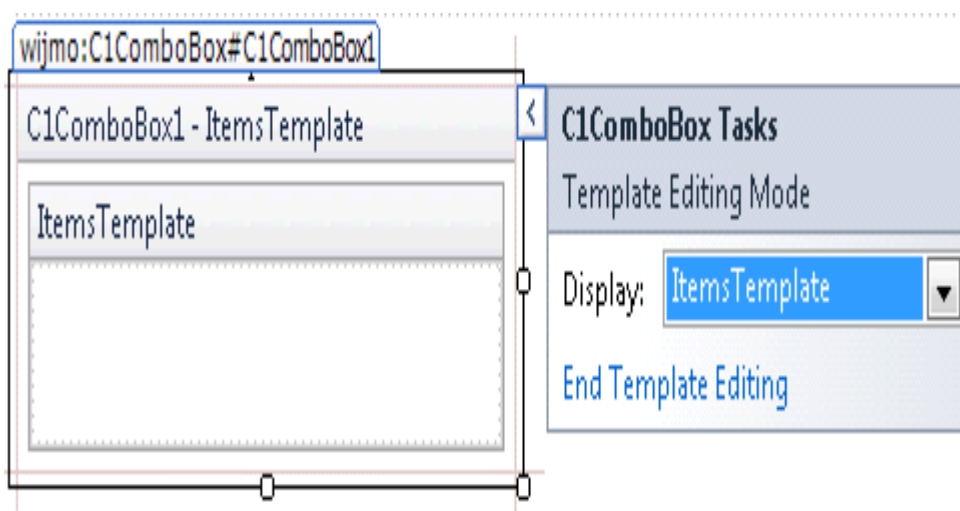 wijmo:C1ComboBox#C1ComboBox1
C1ComboBox1 - ItemsTemplate
ItemsTemplate
C1ComboBox Tasks
Template Editing Mode
Display: ItemsTemplate
End Template Editing